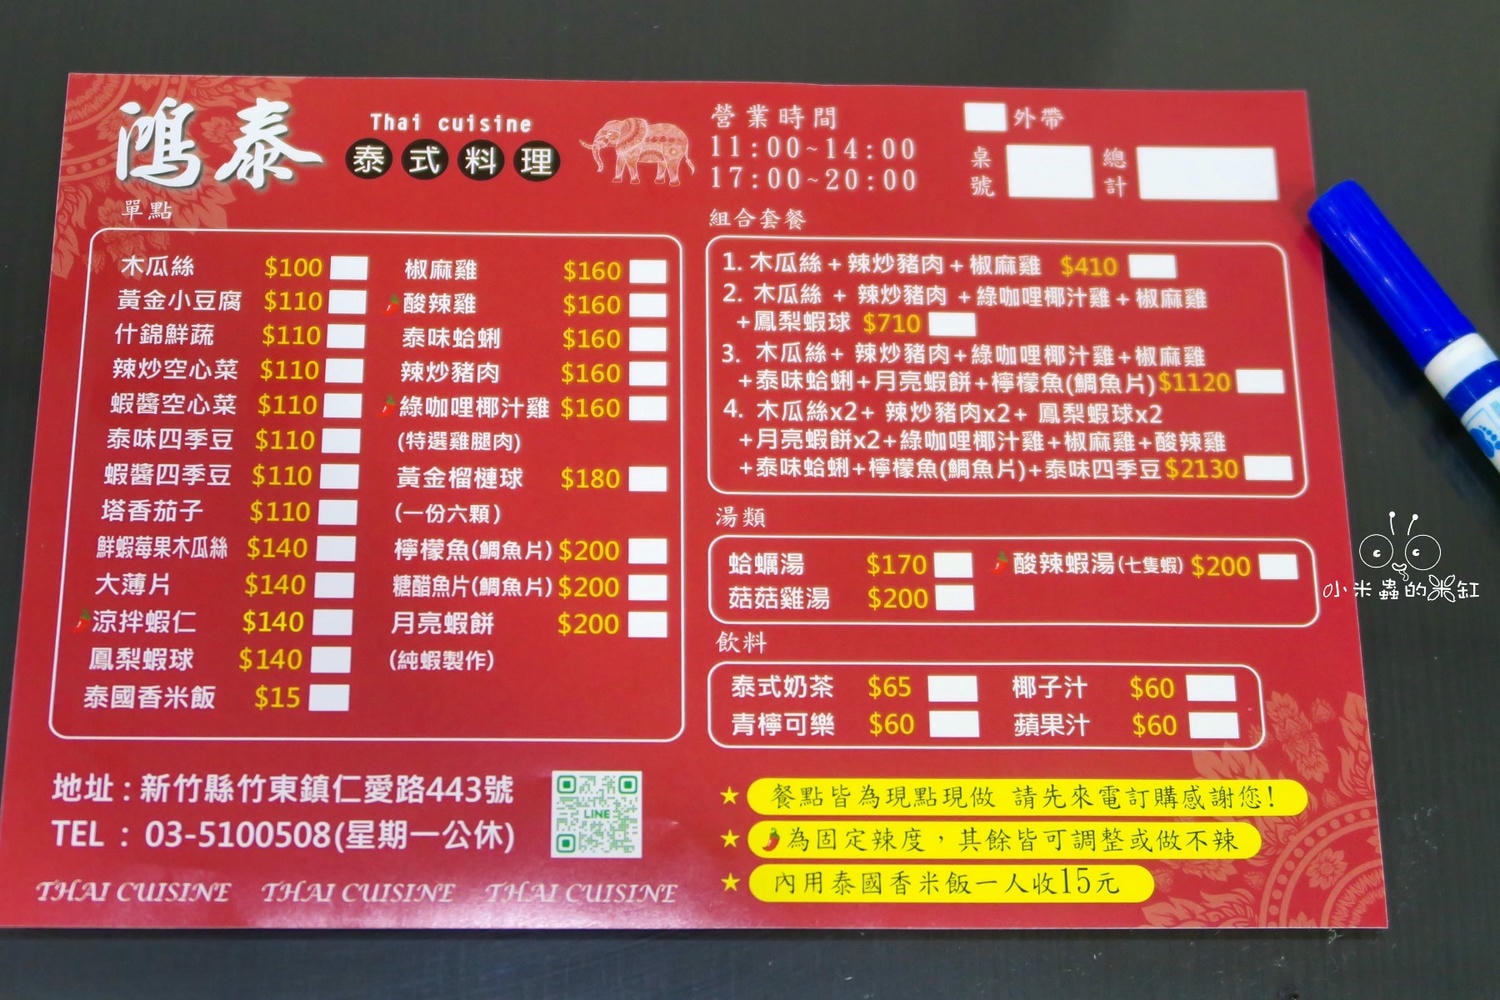 鴻泰
Thai cuisine
泰式料理
營業時間
11:00~14:00
17:00~20:00
外帶
桌號
總計
單點
木瓜絲 $100
黃金小豆腐 $110
什錦鮮蔬 $110
辣炒空心菜 $110
蝦醬空心菜 $110
泰味四季豆 $110
蝦醬四季豆 $110
塔香茄子 $110
鮮蝦莓果木瓜絲 $140
大薄片 $140
涼拌蝦仁 $140
鳳梨蝦球 $140
泰國香米飯 $15
椒麻雞 $160
酸辣雞 $160
泰味蛤蜊 $160
辣炒豬肉 $160
綠咖哩椰汁雞 $160
(特選雞腿肉)
黃金榴槤球 $180
(一份六顆)
檸檬魚(鯛魚片) $200
糖醋魚片(鯛魚片) $200
月亮蝦餅 $200
(純蝦製作)
組合套餐
1. 木瓜絲+辣炒豬肉+椒麻雞 $410
2. 木瓜絲 + 辣炒豬肉 +綠咖哩椰汁雞+椒麻雞
+鳳梨蝦球 $710
3. 木瓜絲+ 辣炒豬肉+綠咖哩椰汁雞+椒麻雞
+泰味蛤蜊+月亮蝦餅+檸檬魚(鯛魚片)$1120
4. 木瓜絲x2+ 辣炒豬肉x2+ 鳳梨蝦球x2
+月亮蝦餅x2+綠咖哩椰汁雞+椒麻雞+酸辣雞
+泰味蛤蜊+檸檬魚(鯛魚片)+泰味四季豆$2130
湯類
蛤蠣湯 $170
酸辣蝦湯(七隻蝦) $200
菇菇雞湯 $200
飲料
泰式奶茶 $65
椰子汁 $60
青檸可樂 $60
蘋果汁 $60
地址:新竹縣竹東鎮仁愛路443號
TEL : 03-5100508(星期一公休)
LINE
THAI CUISINE THAI CUISINE THAI CUISINE
★ 餐點皆為現點現做 請先來電訂購感謝您!
★ 為固定辣度,其餘皆可調整或做不辣
★ 內用泰國香米飯一人收15元
小米蟲的米缸